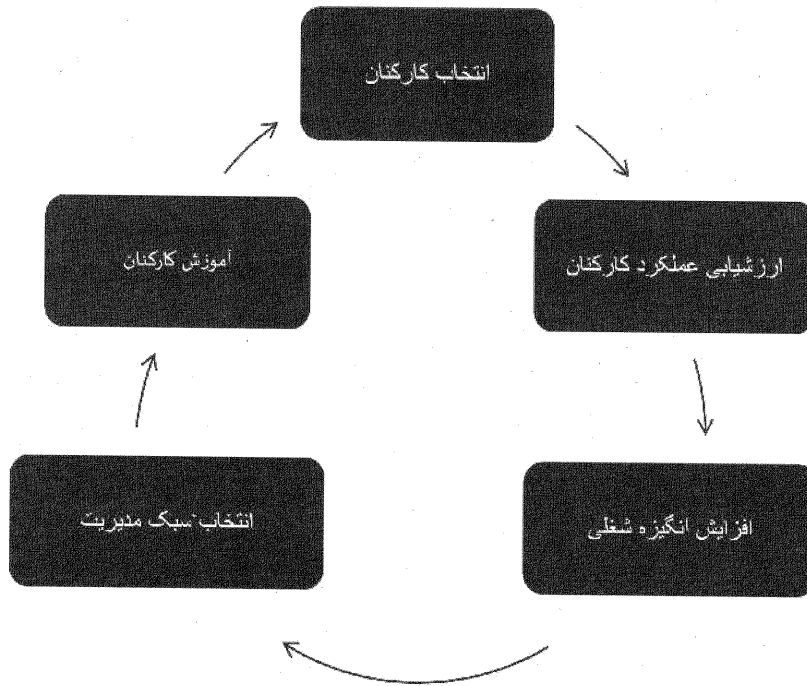 انتخاب کارکنان
ارزشیابی عملکرد کارکنان
افزایش انگیزه شغلی
انتخاب سبک مدیریت
آموزش کارکنان